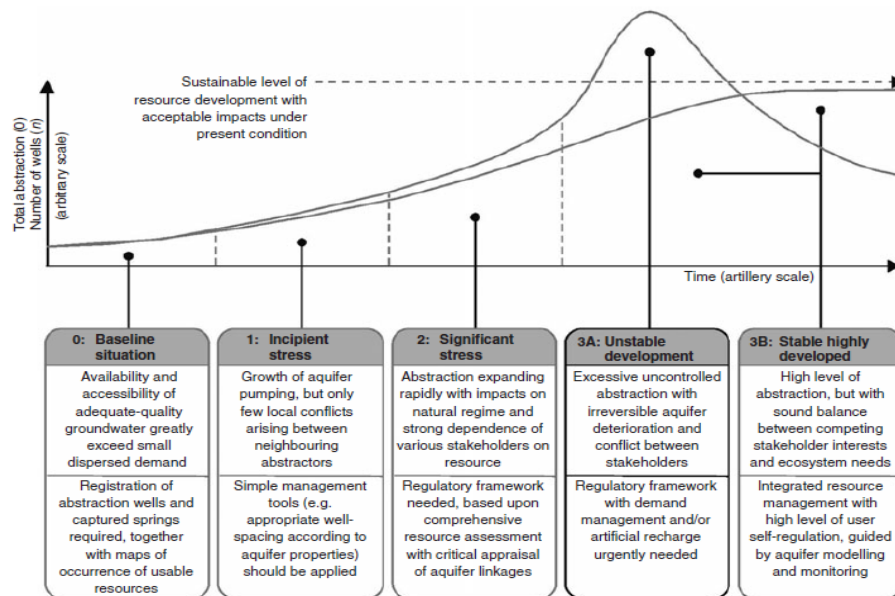 Sustainable level of
resource development with
acceptable impacts under
present condition
Total abstraction (0)
Number of wells (n)
(arbitrary scale)
Time (artillery scale)
0: Baseline
situation
Availability and
accessibility of
adequate-quality
groundwater greatly
exceed small
dispersed demand
Registration of
abstraction wells and
captured springs
required, together
with maps of
occurrence of usable
resources
1: Incipient
stress
Growth of aquifer
pumping, but only
few local conflicts
arising between
neighbouring
abstractors
Simple management
tools (e.g.
appropriate well-
spacing according to
aquifer properties)
should be applied
2: Significant
stress
Abstraction expanding
rapidly with impacts on
natural regime and
strong dependence of
various stakeholders on
resource
Regulatory framework
needed, based upon
comprehensive
resource assessment
with critical appraisal
of aquifer linkages
3A: Unstable
development
Excessive uncontrolled
abstraction with
irreversible aquifer
deterioration and
conflict between
stakeholders
Regulatory framework
with demand
management and/or
artificial recharge
urgently needed
3B: Stable highly
developed
High level of
abstraction, but with
sound balance
between competing
stakeholder interests
and ecosystem needs
Integrated resource
management with
high level of user
self-regulation, guided
by aquifer modelling
and monitoring